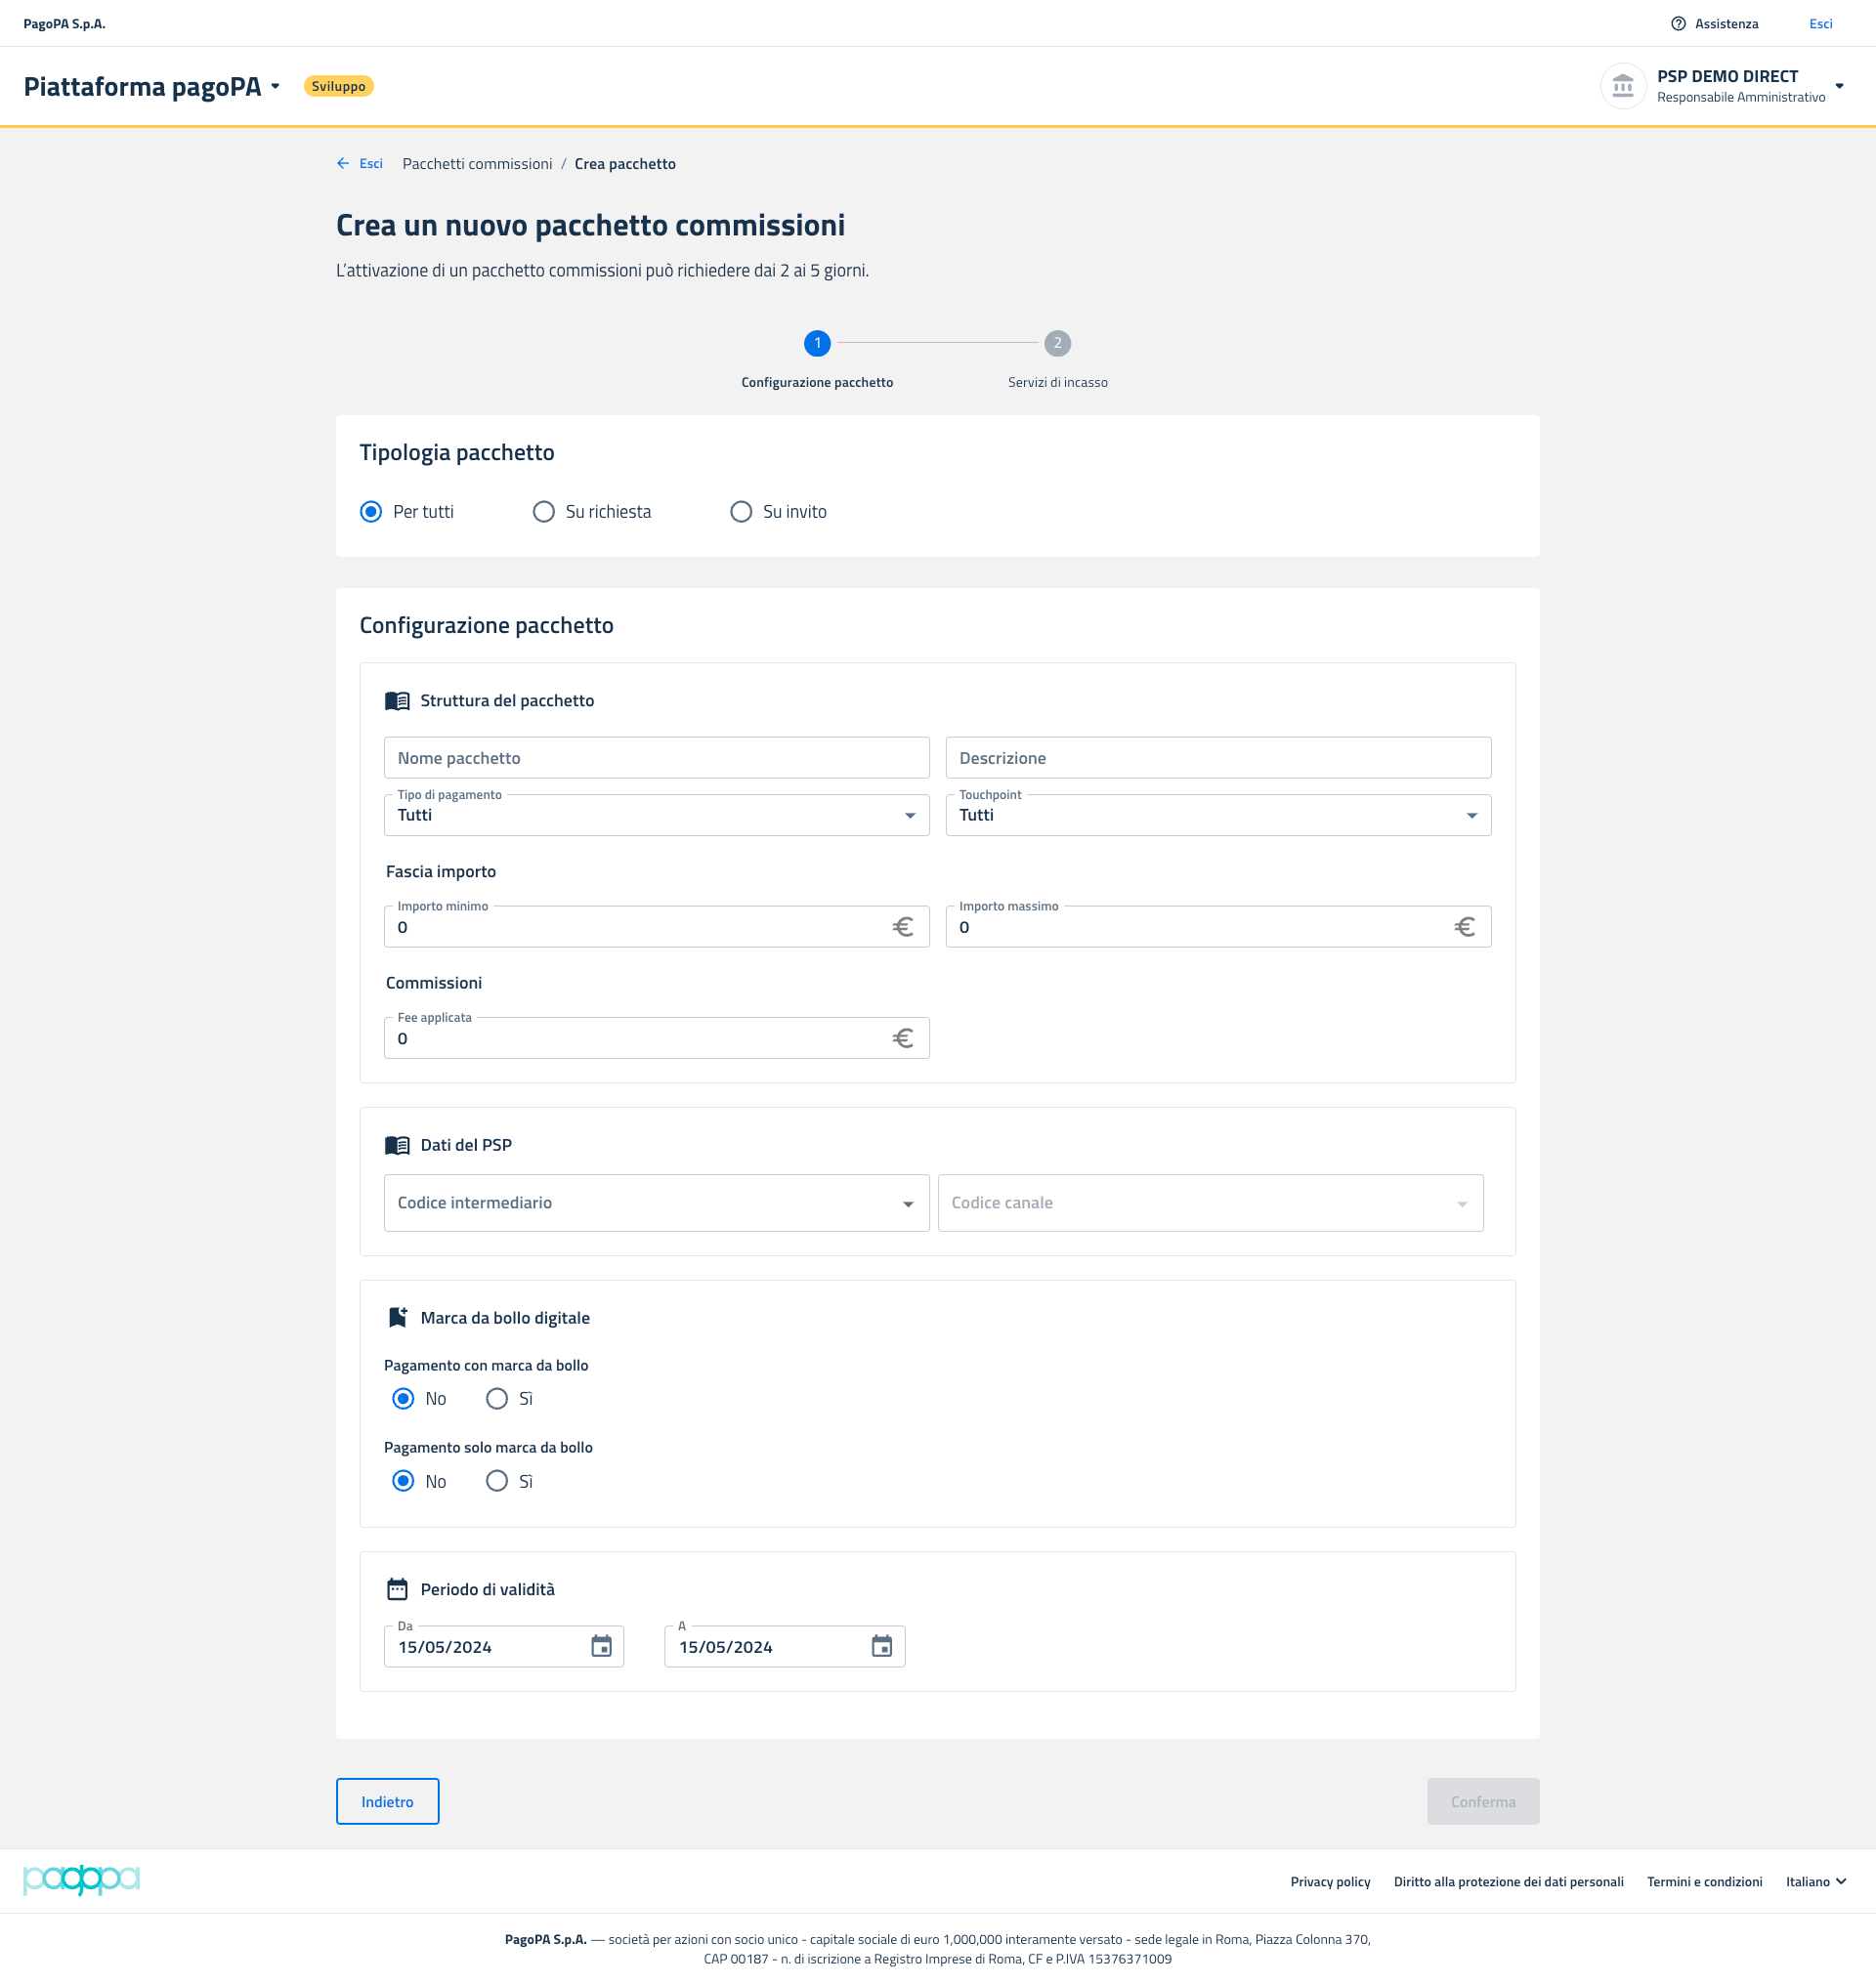 PagoPA S.p.A.
Assistenza
Esci
Piattaforma pagoPA
Sviluppo
PSP DEMO DIRECT
Responsabile Amministrativo
Esci
Pacchetti commissioni / Crea pacchetto
Crea un nuovo pacchetto commissioni
L'attivazione di un pacchetto commissioni può richiedere dai 2 ai 5 giorni.
1
2
Configurazione pacchetto
Servizi di incasso
Tipologia pacchetto
Per tutti
Su richiesta
Su invito
Configurazione pacchetto
Struttura del pacchetto
Nome pacchetto
Descrizione
Tipo di pagamento
Tutti
Touchpoint
Tutti
Fascia importo
Importo minimo
0 €
Importo massimo
0 €
Commissioni
Fee applicata
0 €
Dati del PSP
Codice intermediario
Codice canale
Marca da bollo digitale
Pagamento con marca da bollo
No
Sì
Pagamento solo marca da bollo
No
Sì
Periodo di validità
Da
15/05/2024
A
15/05/2024
Indietro
Conferma
pagopa
Privacy policy
Diritto alla protezione dei dati personali
Termini e condizioni
Italiano
PagoPA S.p.A. — società per azioni con socio unico - capitale sociale di euro 1,000,000 interamente versato - sede legale in Roma, Piazza Colonna 370,
CAP 00187 - n. di iscrizione a Registro Imprese di Roma, CF e P.IVA 15376371009